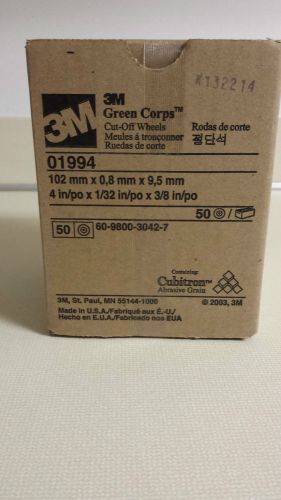 K132214
3M
3M
Green Corps™
Cut-Off Wheels
Meules à tronçonner
Ruedas de corte
Rodas de corte
평단석
01994
102 mm x 0,8 mm x 9,5 mm
4 in/po x 1/32 in/po x 3/8 in/po
50 /
50
60-9800-3042-7
Containing:
Cubitron™
Abrasive Grain
3M, St. Paul, MN 55144-1000
Made in U.S.A./Fabriqué aux É.-U./
Hecho en E.U.A./Fabricado nos EUA
© 2003, 3M